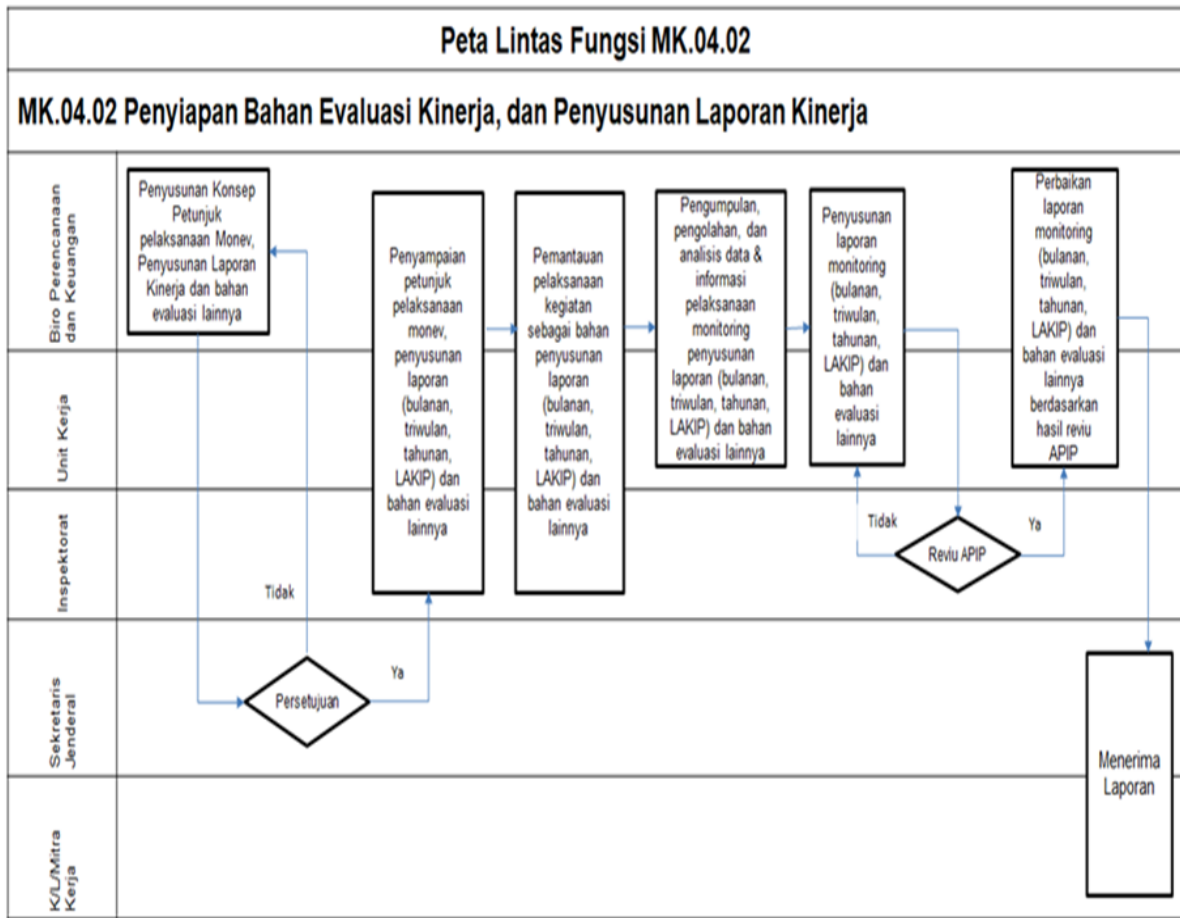 Peta Lintas Fungsi MK.04.02
MK.04.02 Penyiapan Bahan Evaluasi Kinerja, dan Penyusunan Laporan Kinerja
Biro Perencanaan
dan Keuangan
Penyusunan Konsep
Petunjuk
pelaksanaan Monev,
Penyusunan Laporan
Kinerja dan bahan
evaluasi lainnya
Penyampaian
petunjuk
pelaksanaan
monev,
penyusunan
laporan
(bulanan,
triwulan,
tahunan,
LAKIP) dan
bahan evaluasi
lainnya
Pemantauan
pelaksanaan
kegiatan
sebagai bahan
penyusunan
laporan
(bulanan,
triwulan,
tahunan,
LAKIP) dan
bahan evaluasi
lainnya
Pengumpulan,
pengolahan, dan
analisis data &
informasi
pelaksanaan
monitoring
penyusunan
laporan (bulanan,
triwulan, tahunan,
LAKIP) dan bahan
evaluasi lainnya
Penyusunan
laporan
monitoring
(bulanan,
triwulan,
tahunan,
LAKIP) dan
bahan
evaluasi
lainnya
Perbaikan
laporan
monitoring
(bulanan,
triwulan,
tahunan,
LAKIP) dan
bahan evaluasi
lainnya
berdasarkan
hasil reviu
APIP
Unit Kerja
Inspektorat
Tidak
Tidak
Reviu APIP
Ya
Sekretaris
Jenderal
Persetujuan
Ya
Menerima
Laporan
K/L/Mitra
Kerja